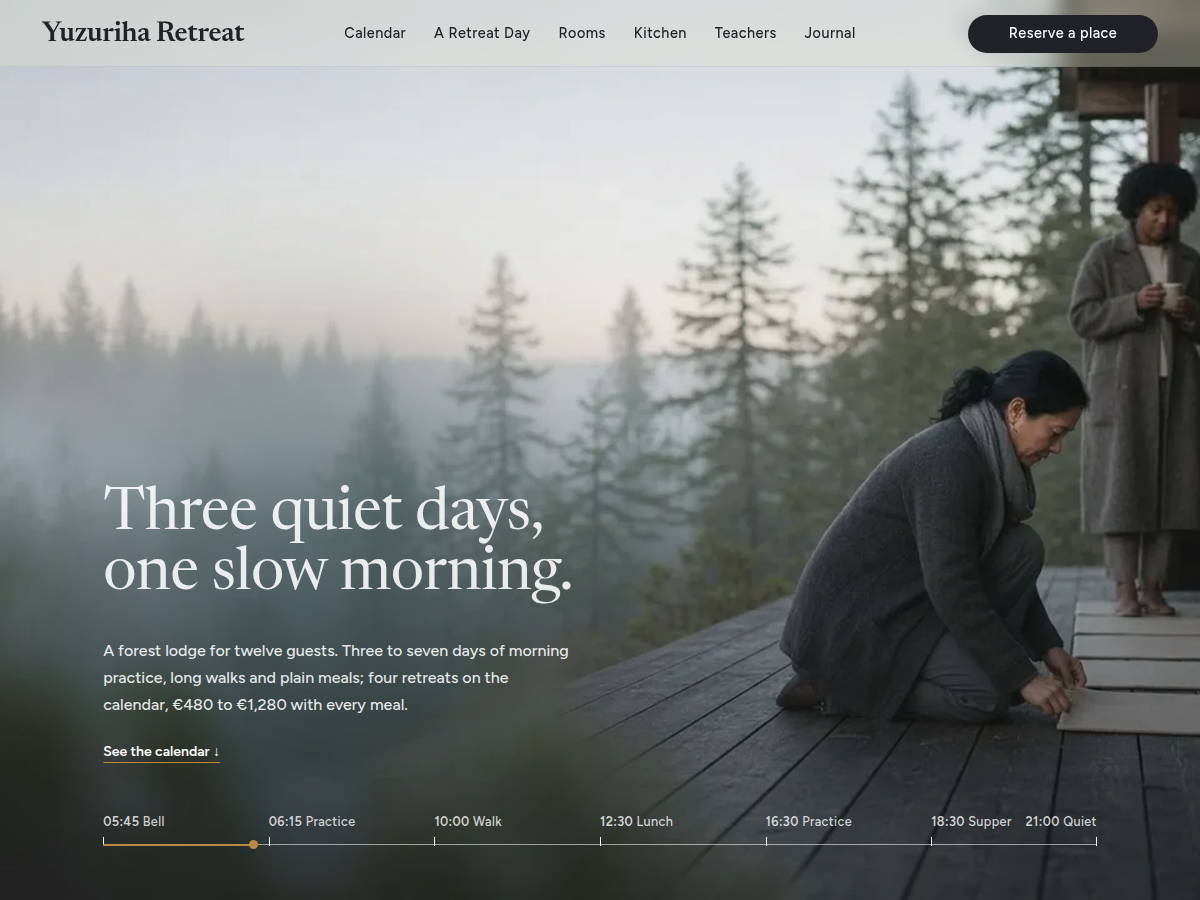 Yuzuriha Retreat
Calendar
A Retreat Day
Rooms
Kitchen
Teachers
Journal
Reserve a place
Three quiet days,
one slow morning.
A forest lodge for twelve guests. Three to seven days of morning
practice, long walks and plain meals; four retreats on the
calendar, €480 to €1,280 with every meal.
See the calendar ↓
05:45 Bell
06:15 Practice
10:00 Walk
12:30 Lunch
16:30 Practice
18:30 Supper
21:00 Quiet